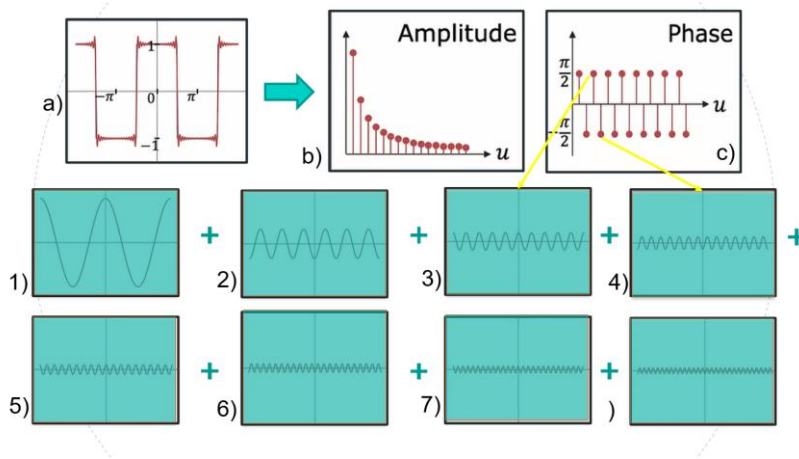 Amplitude
Phase
1
-π'
0
π'
-1
a)
b)
u
π
2
π
-2
u
c)
+
+
+
+
1)
2)
3)
4)
+
+
+
5)
6)
7)
)